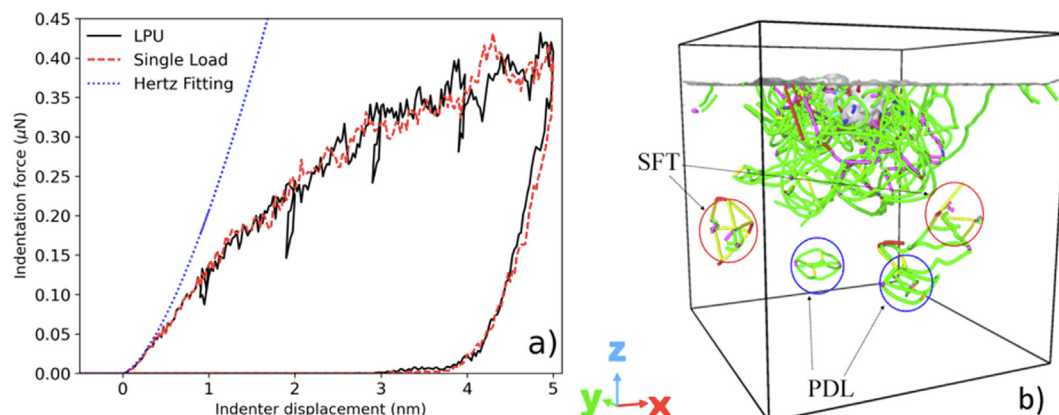 0.45
0.40
0.35
0.30
0.25
0.20
0.15
0.10
0.05
0.00
Indentation force (μN)
LPU
Single Load
Hertz Fitting
a)
0 1 2 3 4 5
Indenter displacement (nm)
SFT
PDL
z
y x
b)